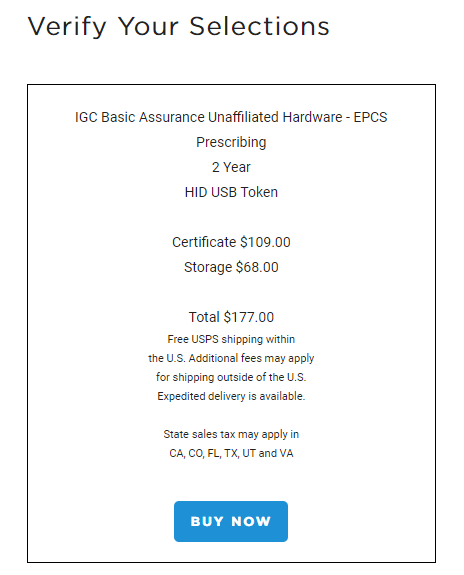 Verify Your Selections
IGC Basic Assurance Unaffiliated Hardware - EPCS
Prescribing
2 Year
HID USB Token
Certificate $109.00
Storage $68.00
Total $177.00
Free USPS shipping within
the U.S. Additional fees may apply
for shipping outside of the U.S.
Expedited delivery is available.
State sales tax may apply in
CA, CO, FL, TX, UT and VA
BUY NOW